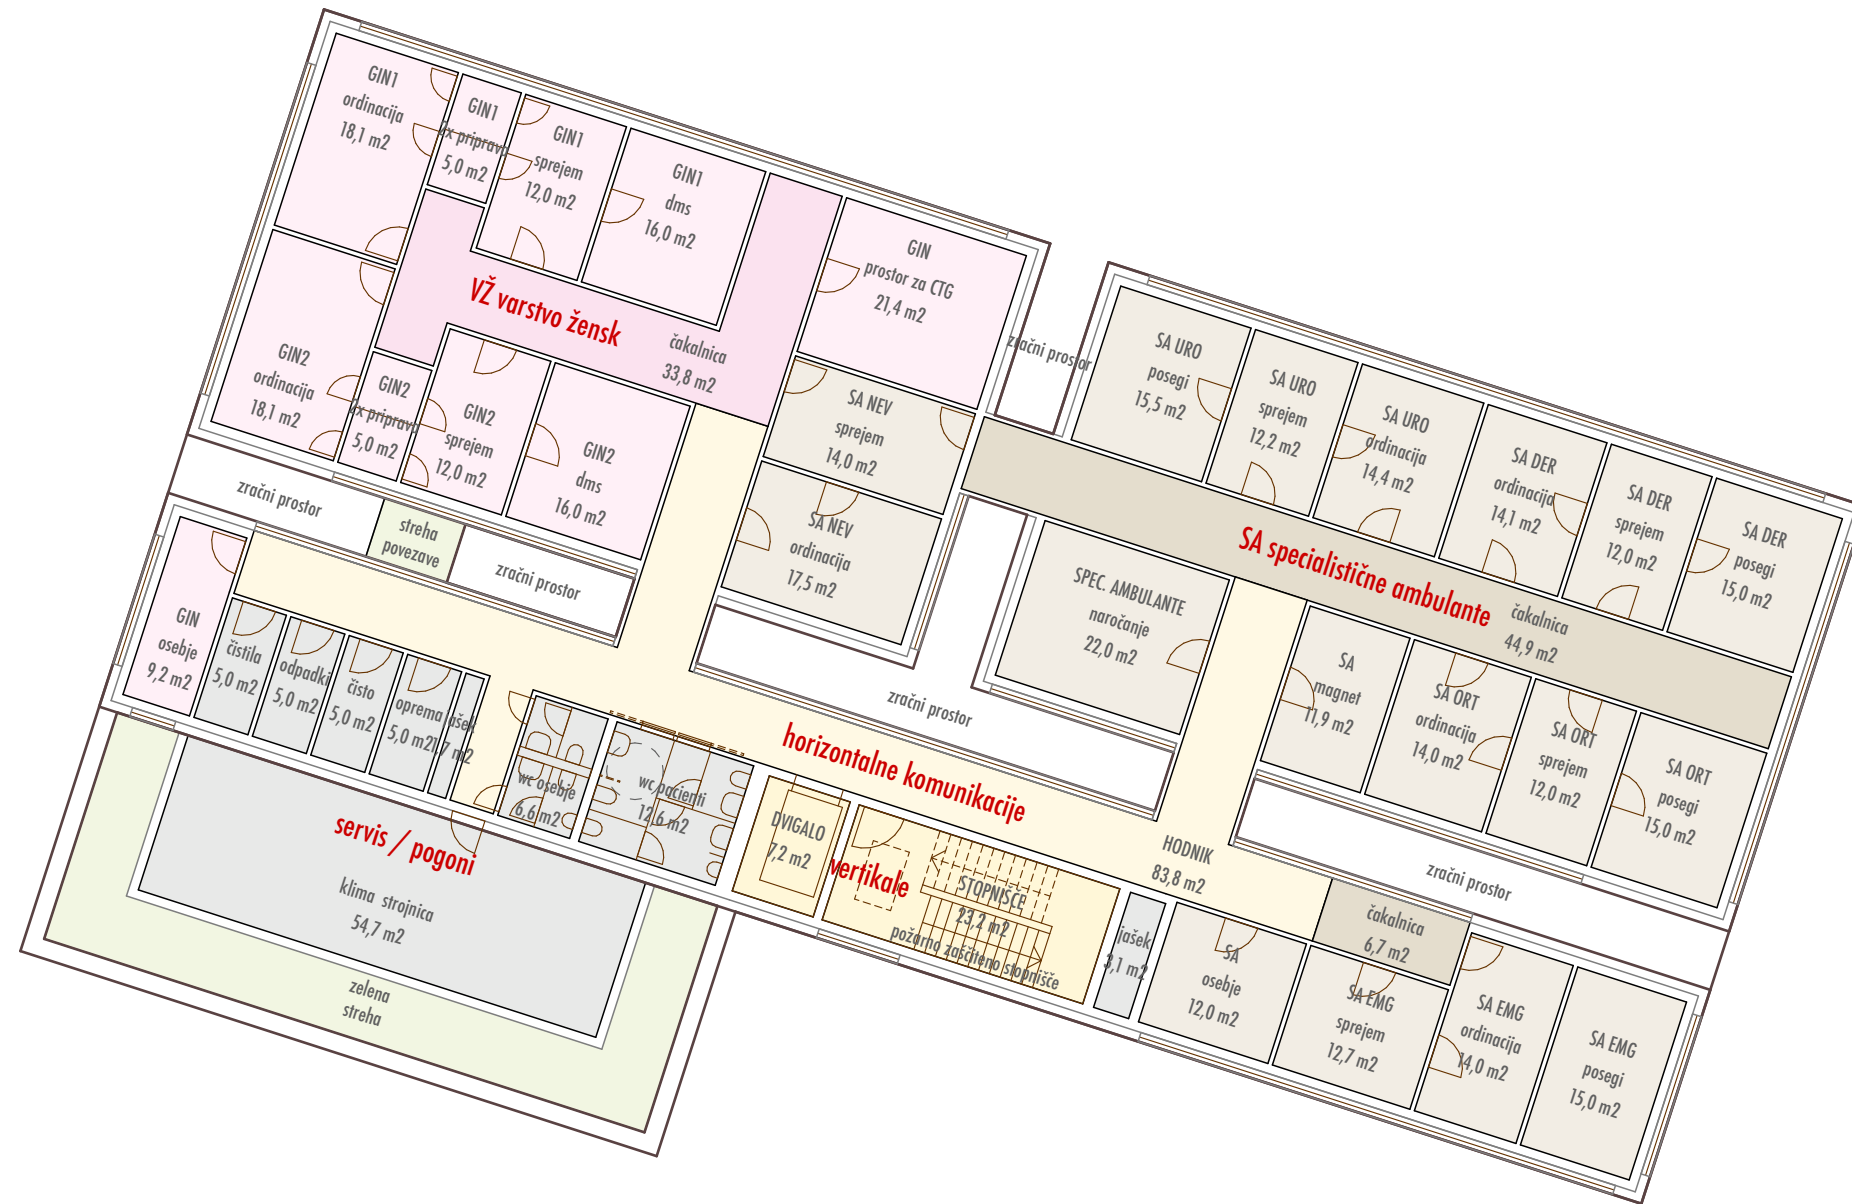 GIN1
ordinacija
18,1 m2
GIN1
2x priprava
5,0 m2
GIN1
sprejem
12,0 m2
GIN1
dms
16,0 m2
GIN
prostor za CTG
21,4 m2
VŽ varstvo žensk
čakalnica
33,8 m2
GIN2
ordinacija
18,1 m2
GIN2
2x priprava
5,0 m2
GIN2
sprejem
12,0 m2
GIN2
dms
16,0 m2
SA NEV
sprejem
14,0 m2
SA NEV
ordinacija
17,5 m2
zračni prostor
SA URO
posegi
15,5 m2
SA URO
sprejem
12,2 m2
SA URO
ordinacija
14,4 m2
SA DER
ordinacija
14,1 m2
SA DER
sprejem
12,0 m2
SA DER
posegi
15,0 m2
SA specialistične ambulante
čakalnica
44,9 m2
zračni prostor
streha
povezave
zračni prostor
SPEC. AMBULANTE
naročanje
22,0 m2
SA
magnet
11,9 m2
SA ORT
ordinacija
14,0 m2
SA ORT
sprejem
12,0 m2
SA ORT
posegi
15,0 m2
GIN
osebje
9,2 m2
čistila
5,0 m2
odpadki
5,0 m2
čisto
5,0 m2
oprema
5,0 m2
jašek
1,7 m2
wc osebje
6,6 m2
wc pacienti
12,6 m2
zračni prostor
horizontalne komunikacije
HODNIK
83,8 m2
DVIGALO
7,2 m2
vertikale
STOPNIŠČE
23,2 m2
požarno zaščiteno stopnišče
jašek
3,1 m2
zračni prostor
čakalnica
6,7 m2
SA
osebje
12,0 m2
SA EMG
sprejem
12,7 m2
SA EMG
ordinacija
14,0 m2
SA EMG
posegi
15,0 m2
servis / pogoni
klima strojnica
54,7 m2
zelena
streha